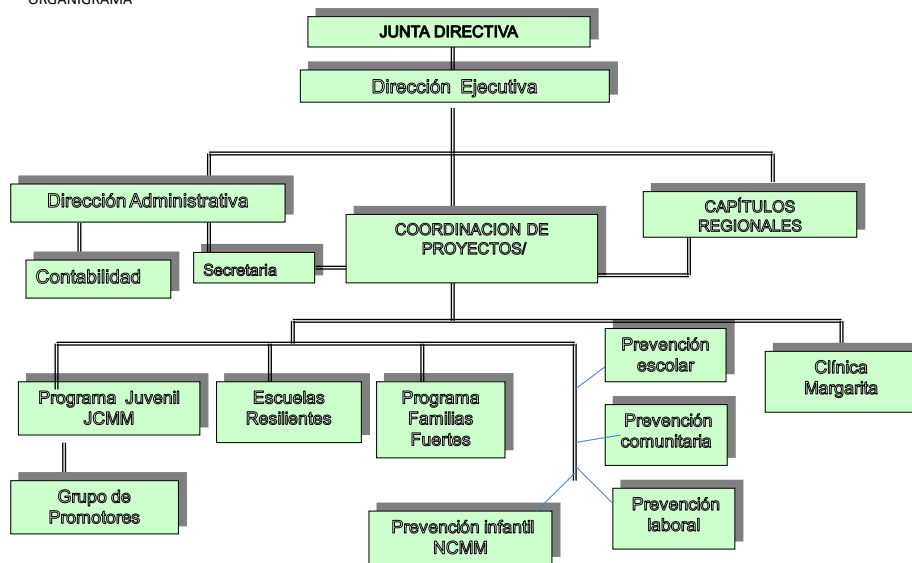 ORGANIGRAMA
JUNTA DIRECTIVA
Dirección Ejecutiva
Dirección Administrativa
COORDINACION DE
PROYECTOS/
CAPÍTULOS
REGIONALES
Contabilidad
Secretaria
Prevención
escolar
Clínica
Margarita
Programa Juvenil
JCMM
Escuelas
Resilientes
Programa
Familias
Fuertes
Prevención
comunitaria
Grupo de
Promotores
Prevención infantil
NCMM
Prevención
laboral